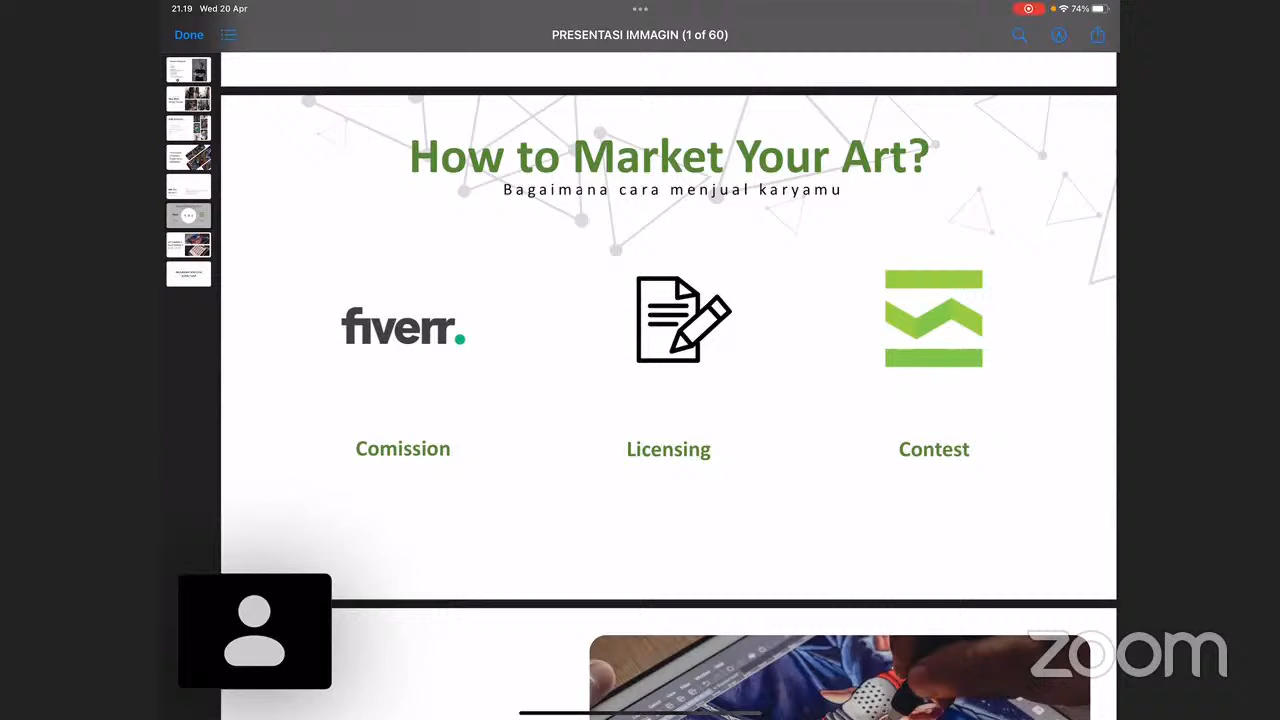 21.19 Wed 20 Apr
74%
Done
PRESENTASI IMMAGIN (1 of 60)
How to Market Your Art?
Bagaimana cara menjual karyamu
fiverr.
Comission
Licensing
Contest
zoom